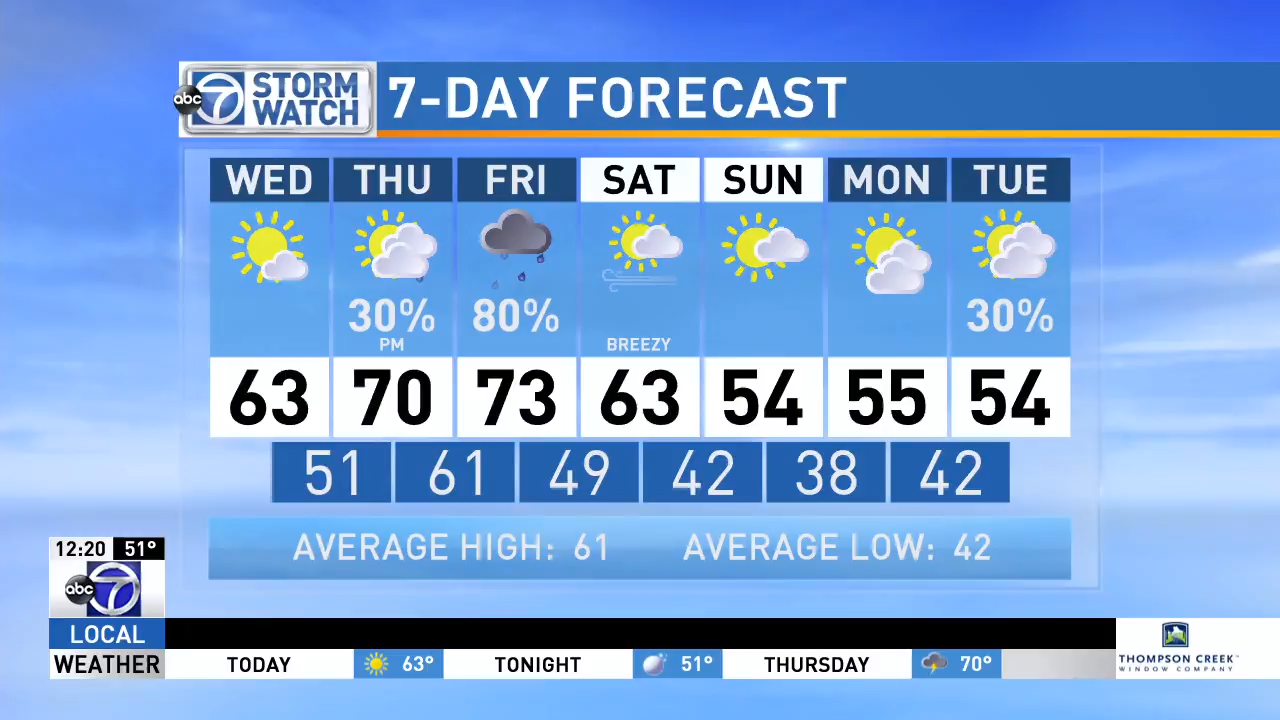 abc 7 STORM WATCH
7-DAY FORECAST
WED THU FRI SAT SUN MON TUE
30% 80% 30%
PM BREEZY
63 70 73 63 54 55 54
51 61 49 42 38 42
AVERAGE HIGH: 61 AVERAGE LOW: 42
12:20 51°
abc 7
LOCAL
WEATHER TODAY 63° TONIGHT 51° THURSDAY 70°
THOMPSON CREEK™
WINDOW COMPANY